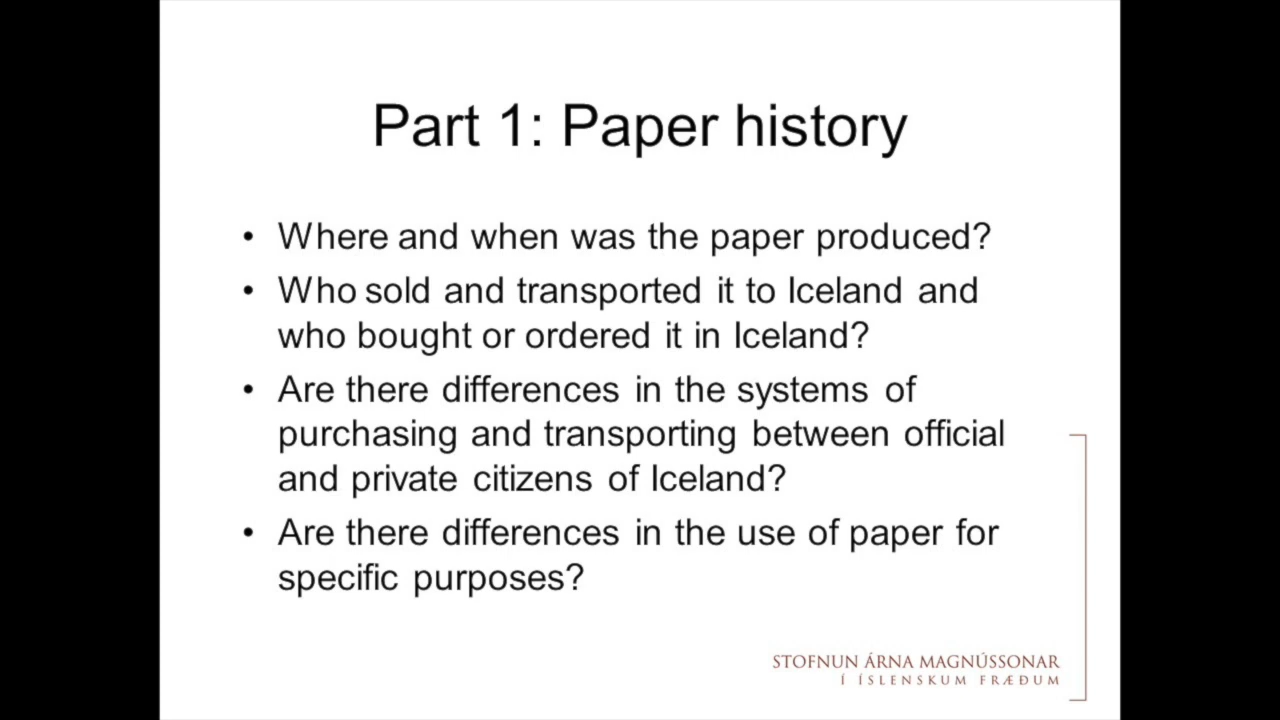 Part 1: Paper history
• Where and when was the paper produced?
• Who sold and transported it to Iceland and
who bought or ordered it in Iceland?
• Are there differences in the systems of
purchasing and transporting between official
and private citizens of Iceland?
• Are there differences in the use of paper for
specific purposes?
STOFNUN ÁRNA MAGNÚSSONAR
Í ÍSLENSKUM FRÆÐUM